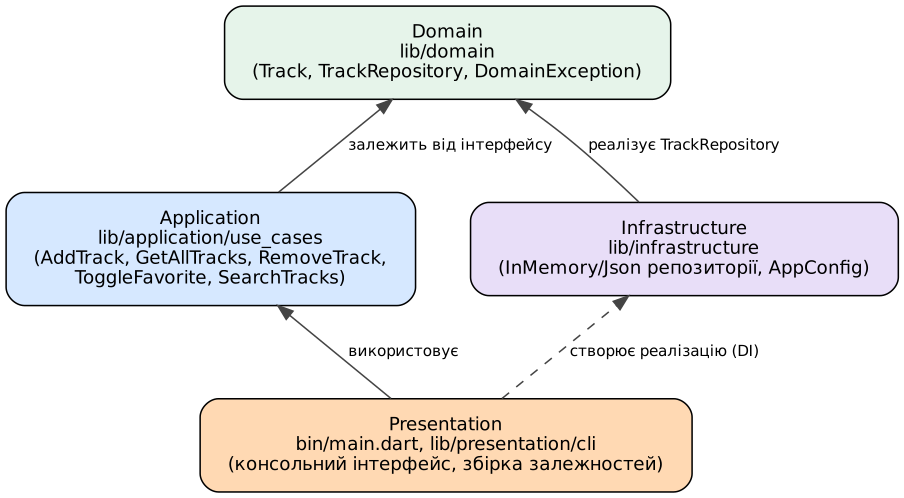 Domain
lib/domain
(Track, TrackRepository, DomainException)
залежить від інтерфейсу
реалізує TrackRepository
Application
lib/application/use_cases
(AddTrack, GetAllTracks, RemoveTrack,
ToggleFavorite, SearchTracks)
Infrastructure
lib/infrastructure
(InMemory/Json репозиторії, AppConfig)
використовує
створює реалізацію (DI)
Presentation
bin/main.dart, lib/presentation/cli
(консольний інтерфейс, збірка залежностей)